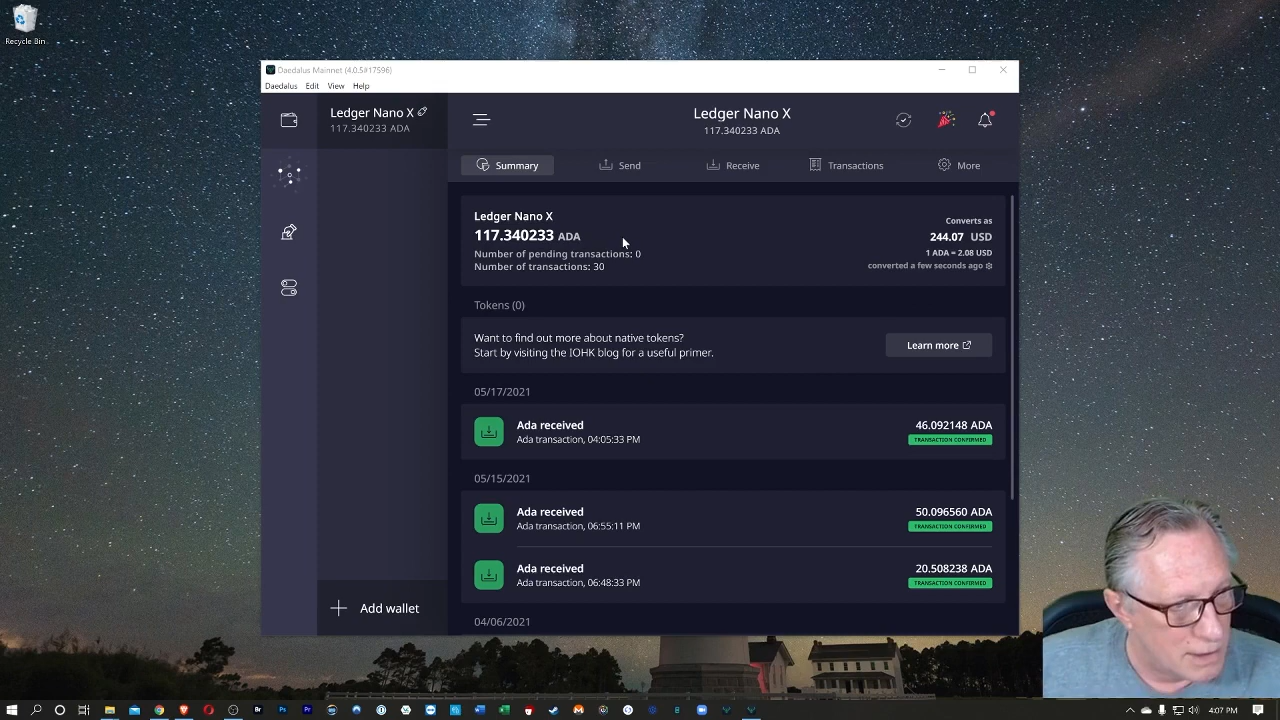 Recycle Bin
Daedalus Mainnet (4.0.5#17596)
Daedalus Edit View Help
Ledger Nano X
117.340233 ADA
Ledger Nano X
117.340233 ADA
Summary Send Receive Transactions More
Ledger Nano X
117.340233 ADA
Number of pending transactions: 0
Number of transactions: 30
Converts as
244.07 USD
1 ADA = 2.08 USD
converted a few seconds ago
Tokens (0)
Want to find out more about native tokens?
Start by visiting the IOHK blog for a useful primer.
Learn more
05/17/2021
Ada received
Ada transaction, 04:05:33 PM
46.092148 ADA
TRANSACTION CONFIRMED
05/15/2021
Ada received
Ada transaction, 06:55:11 PM
50.096560 ADA
TRANSACTION CONFIRMED
Ada received
Ada transaction, 06:48:33 PM
20.508238 ADA
TRANSACTION CONFIRMED
04/06/2021
Add wallet
Br Ps Pr
4:07 PM